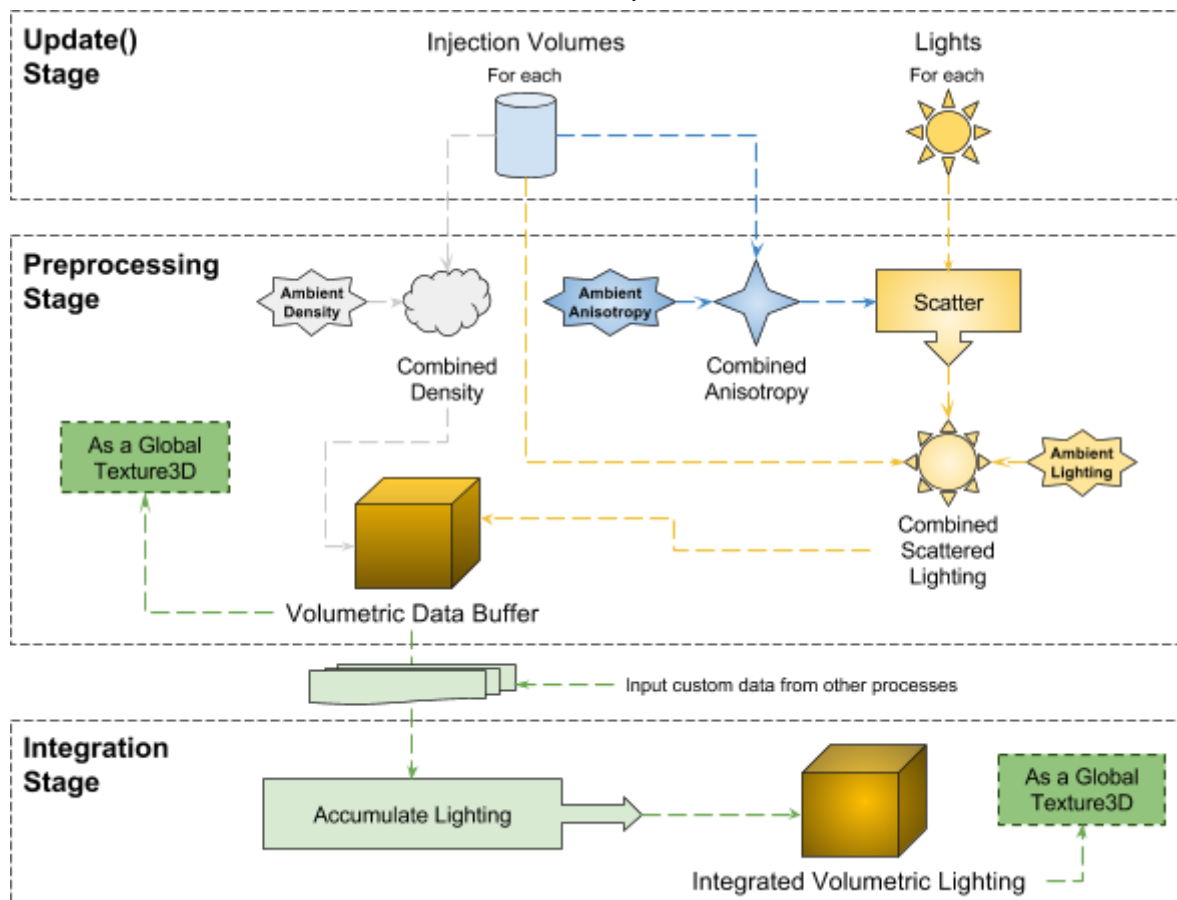 Update()
Stage
Injection Volumes
For each
Lights
For each
Preprocessing
Stage
Ambient
Density
Combined
Density
Ambient
Anisotropy
Combined
Anisotropy
Scatter
As a Global
Texture3D
Ambient
Lighting
Combined
Scattered
Lighting
Volumetric Data Buffer
Input custom data from other processes
Integration
Stage
Accumulate Lighting
As a Global
Texture3D
Integrated Volumetric Lighting